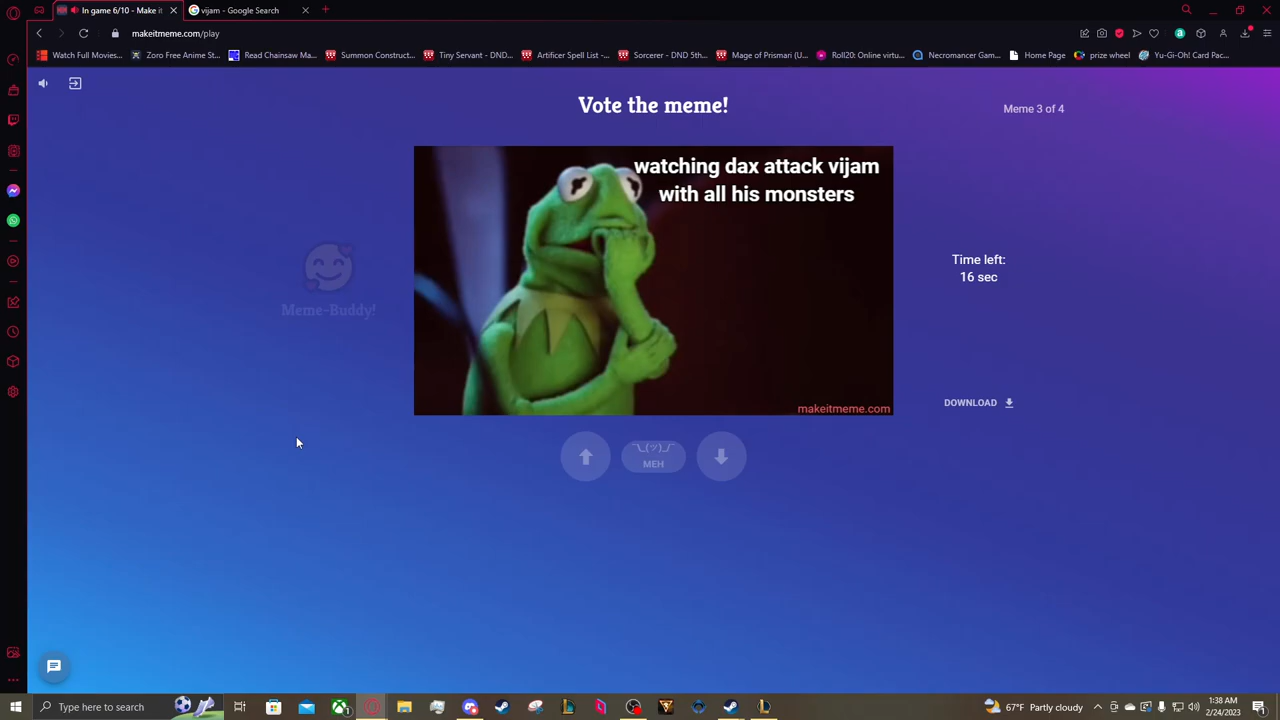 In game 6/10 - Make it
vijam - Google Search
makeitmeme.com/play
Watch Full Movies...
Zoro Free Anime St...
Read Chainsaw Ma...
Summon Construct...
Tiny Servant - DND...
Artificer Spell List -...
Sorcerer - DND 5th...
Mage of Prismari (U...
Roll20: Online virtu...
Necromancer Gam...
Home Page
prize wheel
Yu-Gi-Oh! Card Pac...
Vote the meme!
Meme 3 of 4
watching dax attack vijam
with all his monsters
Time left:
16 sec
Meme-Buddy!
DOWNLOAD
makeitmeme.com
¯\_(ツ)_/¯
MEH
Type here to search
67°F Partly cloudy
1:38 AM
2/24/2023